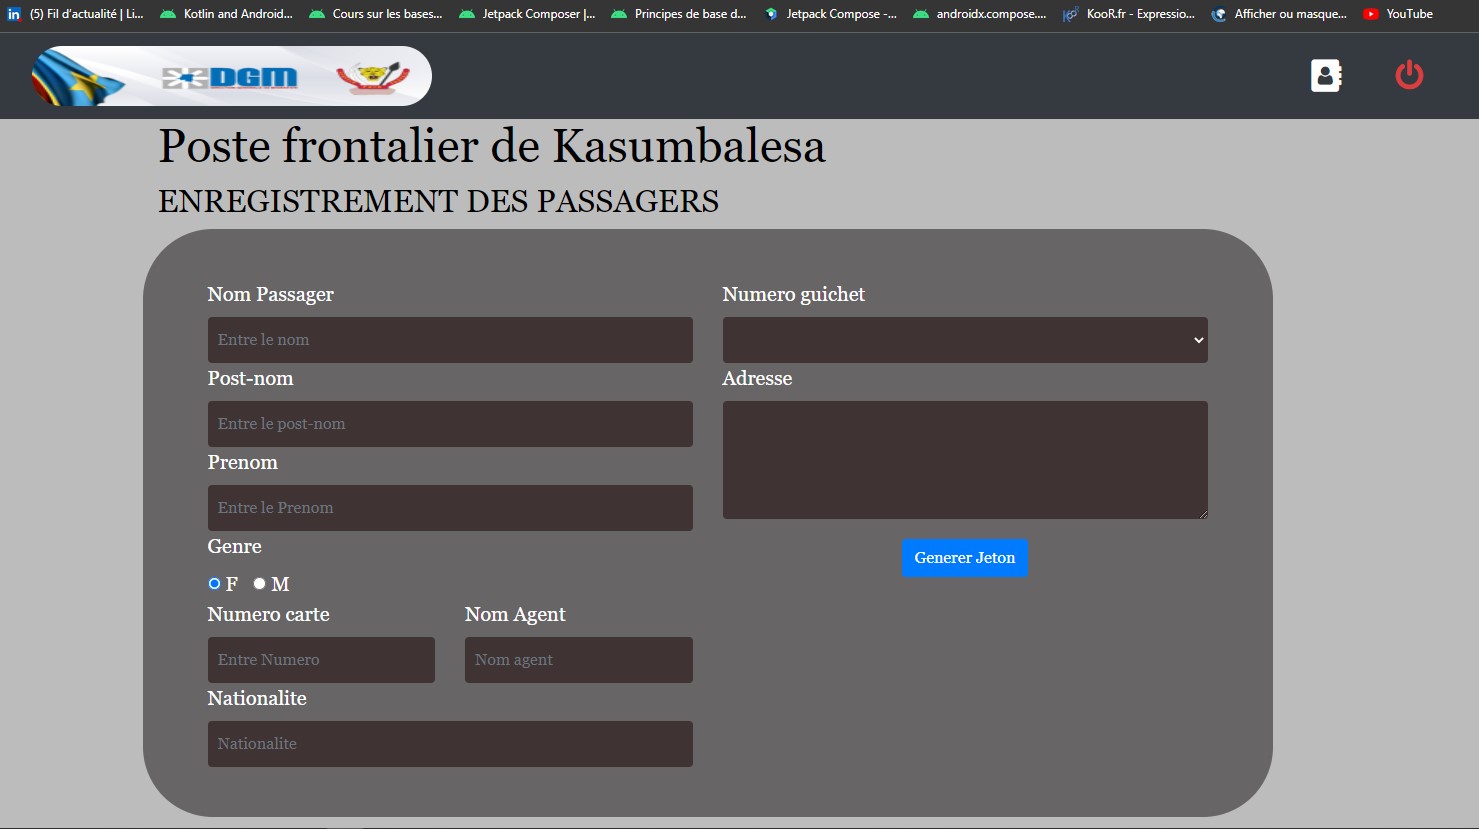 (5) Fil d'actualité | Li...
Kotlin and Android...
Cours sur les bases...
Jetpack Composer |...
Principes de base d...
Jetpack Compose -...
androidx.compose....
KooR.fr - Expressio...
Afficher ou masque...
YouTube
DGM
Poste frontalier de Kasumbalesa
ENREGISTREMENT DES PASSAGERS
Nom Passager
Entre le nom
Post-nom
Entre le post-nom
Prenom
Entre le Prenom
Genre
F M
Numero carte
Entre Numero
Nom Agent
Nom agent
Nationalite
Nationalite
Numero guichet
Adresse
Generer Jeton